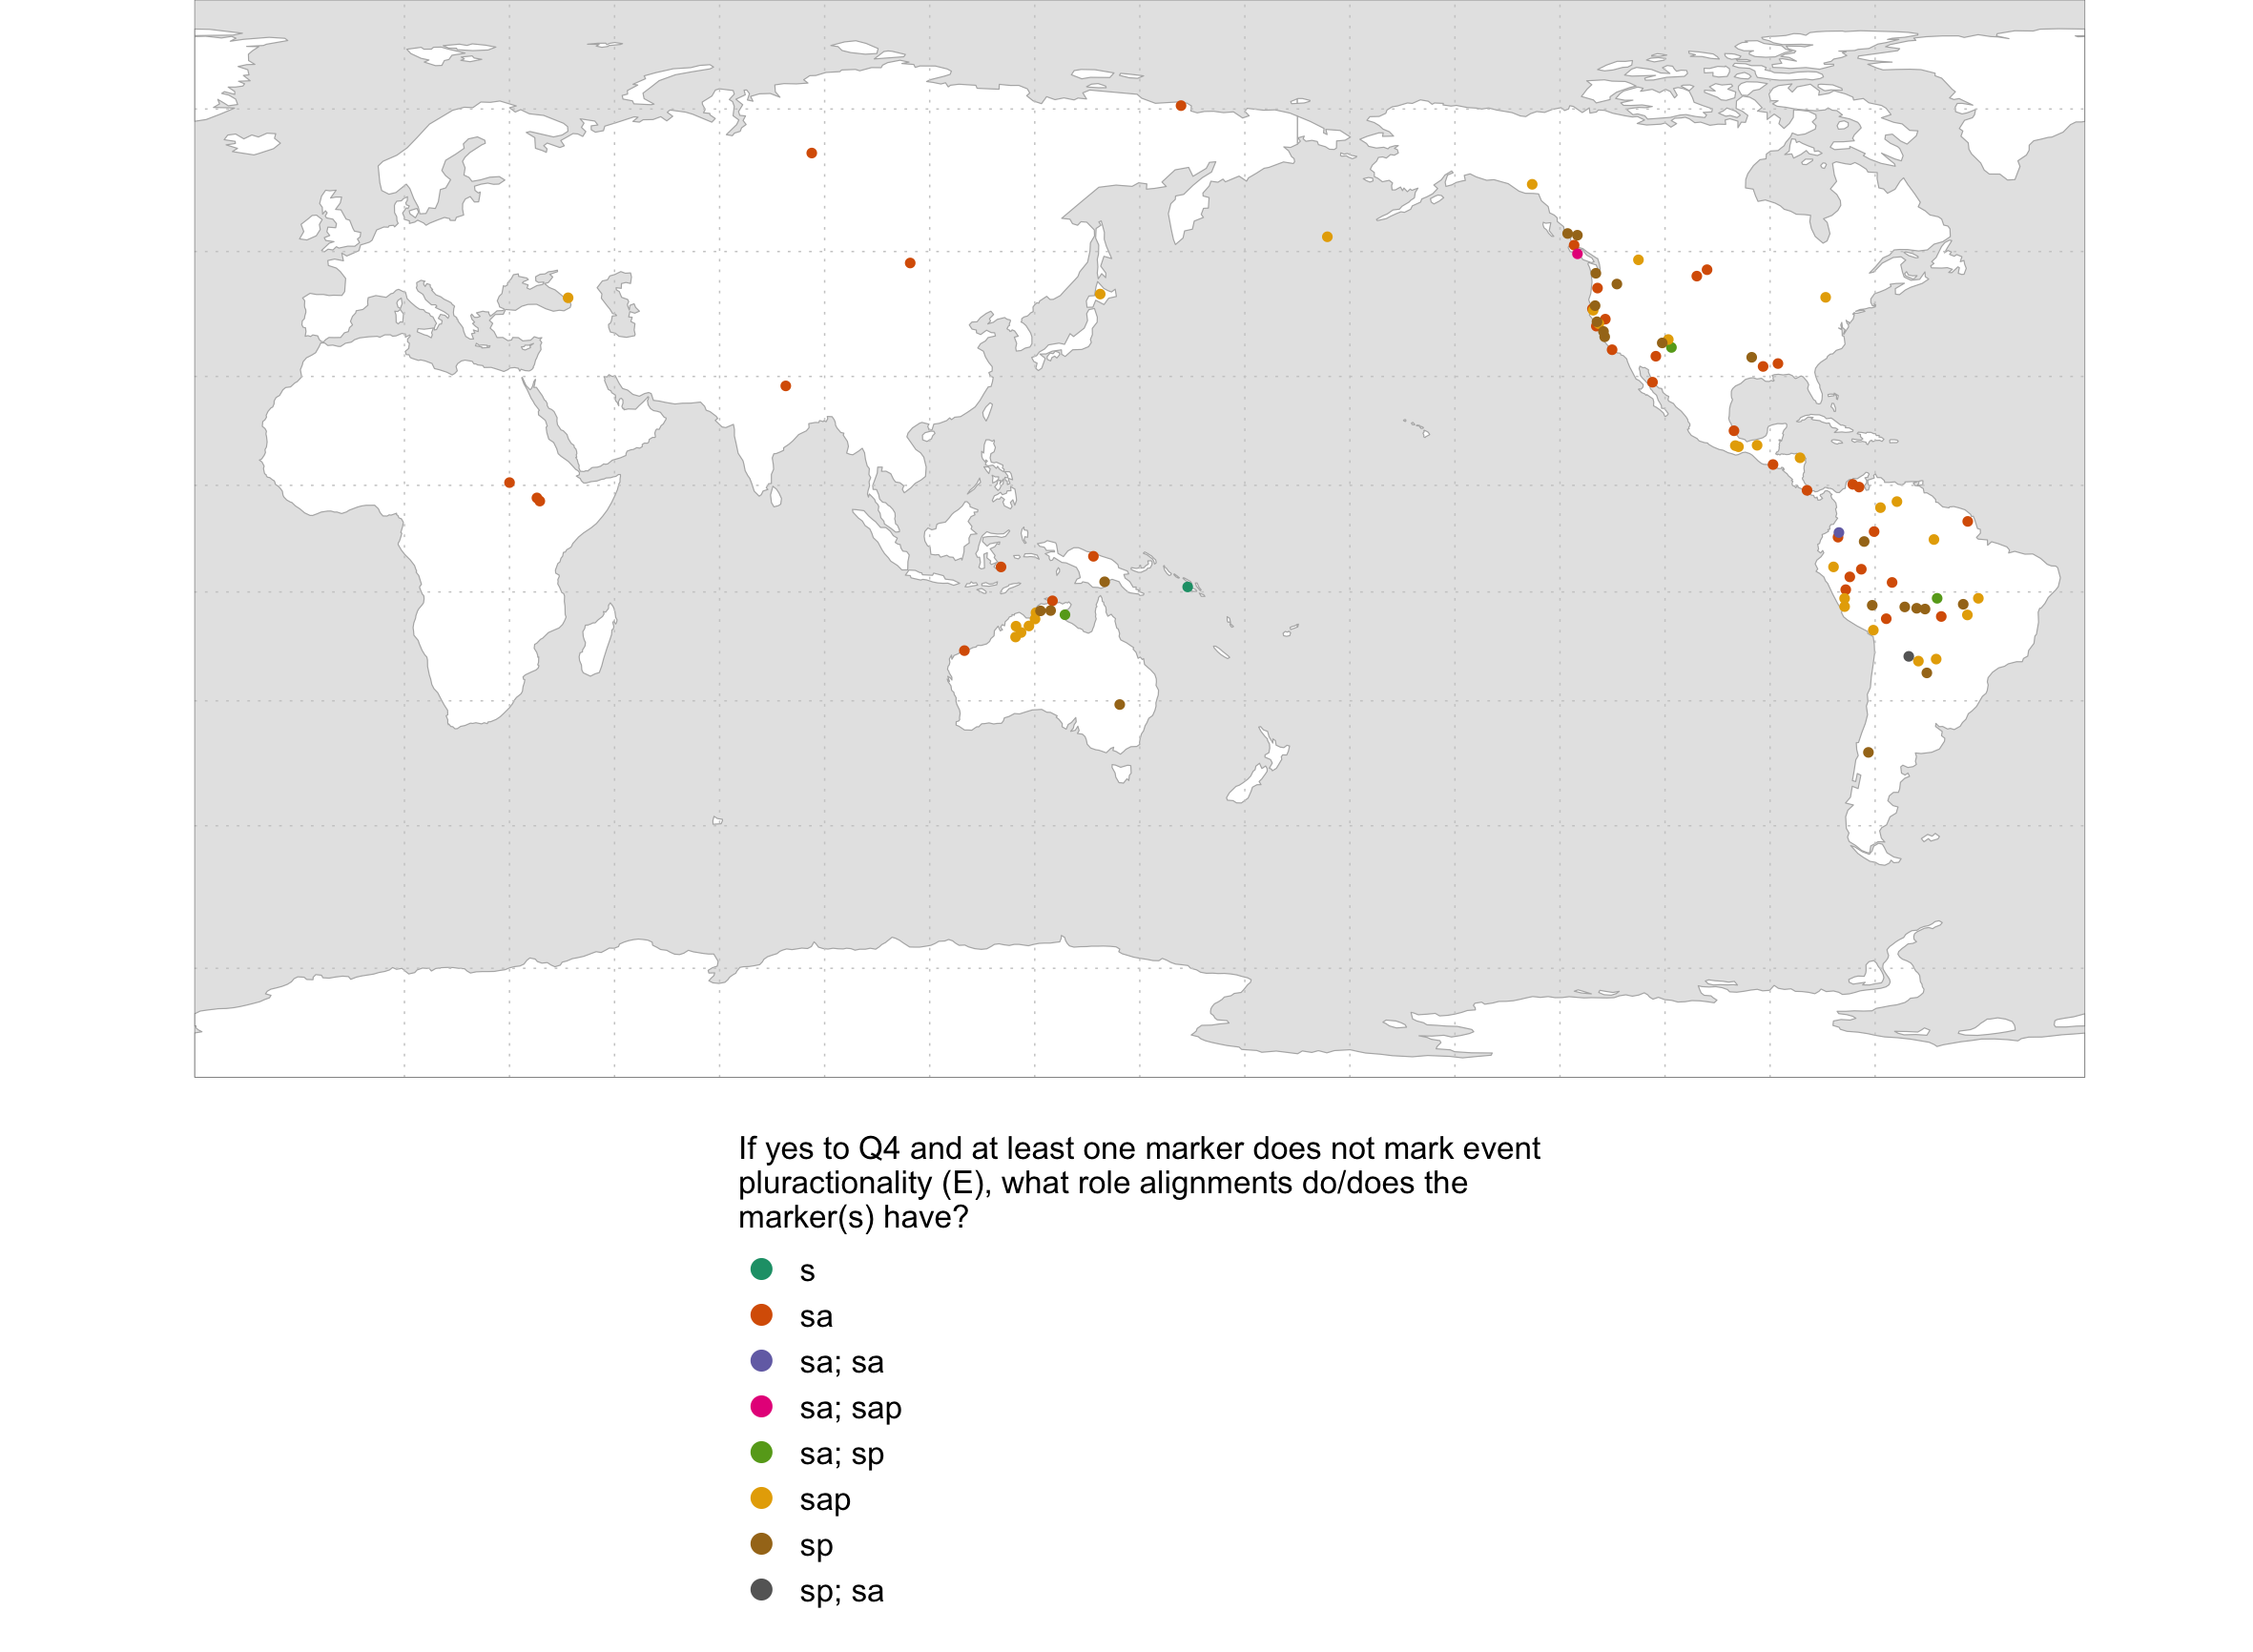 If yes to Q4 and at least one marker does not mark event
pluractionality (E), what role alignments do/does the
marker(s) have?
s
sa
sa; sa
sa; sap
sa; sp
sap
sp
sp; sa